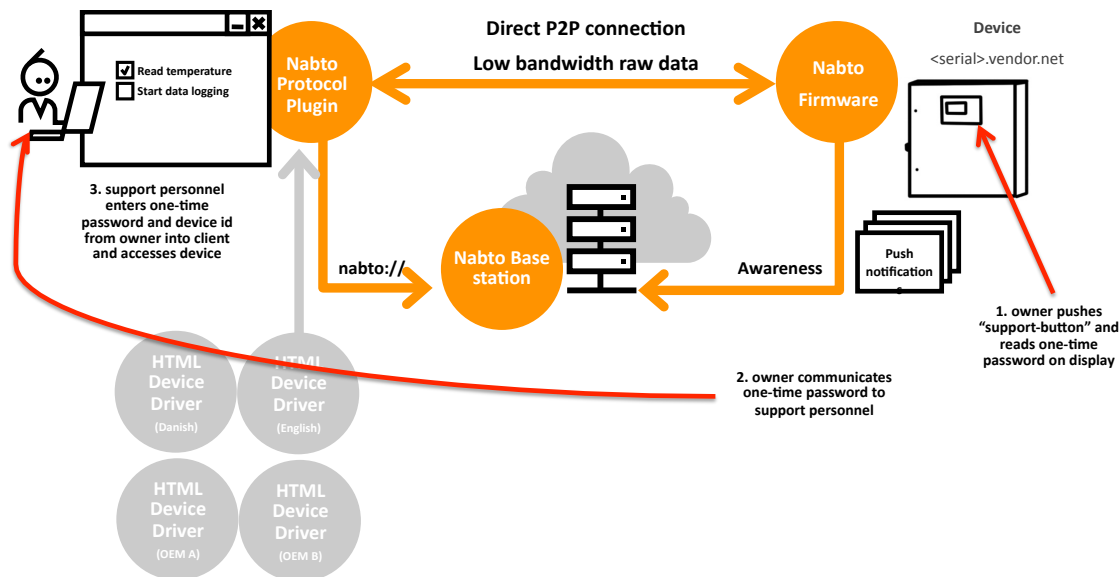 Direct P2P connection
Low bandwidth raw data
Device
<serial>.vendor.net
Read temperature
Start data logging
Nabto
Protocol
Plugin
Nabto
Firmware
3. support personnel
enters one-time
password and device id
from owner into client
and accesses device
nabto://
Nabto Base
station
Awareness
Push
notification
s
1. owner pushes
“support-button” and
reads one-time
password on display
2. owner communicates
one-time password to
support personnel
HTML
Device
Driver
(Danish)
HTML
Device
Driver
(English)
HTML
Device
Driver
(OEM A)
HTML
Device
Driver
(OEM B)